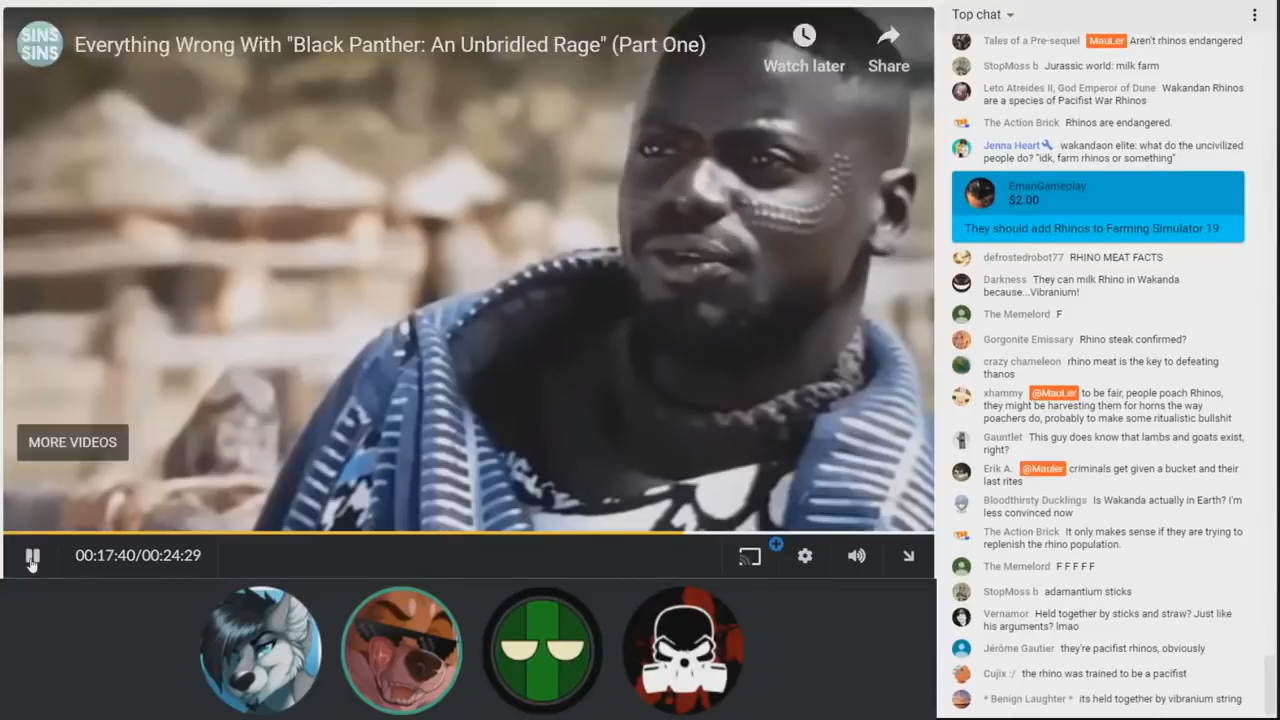 SINS
SINS
Everything Wrong With "Black Panther: An Unbridled Rage" (Part One)
Watch later
Share
MORE VIDEOS
00:17:40/00:24:29
Top chat
Tales of a Pre-sequel MauLer Aren't rhinos endangered
StopMoss b Jurassic world: milk farm
Leto Atreides II, God Emperor of Dune Wakandan Rhinos
are a species of Pacifist War Rhinos
The Action Brick Rhinos are endangered.
Jenna Heart wakandaon elite: what do the uncivilized
people do? "idk, farm rhinos or something"
EmanGameplay
$2.00
They should add Rhinos to Farming Simulator 19
defrostedrobot77 RHINO MEAT FACTS
Darkness They can milk Rhino in Wakanda
because...Vibranium!
The Memelord F
Gorgonite Emissary Rhino steak confirmed?
crazy chameleon rhino meat is the key to defeating
thanos
xhammy @MauLer to be fair, people poach Rhinos,
they might be harvesting them for horns the way
poachers do, probably to make some ritualistic bullshit
Gauntlet This guy does know that lambs and goats exist,
right?
Erik A. @Mauler criminals get given a bucket and their
last rites
Bloodthirsty Ducklings Is Wakanda actually in Earth? I'm
less convinced now
The Action Brick It only makes sense if they are trying to
replenish the rhino population.
The Memelord F F F F F
StopMoss b adamantium sticks
Vernamor Held together by sticks and straw? Just like
his arguments? lmao
Jérôme Gautier they're pacifist rhinos, obviously
Cujix :/ the rhino was trained to be a pacifist
* Benign Laughter * its held together by vibranium string